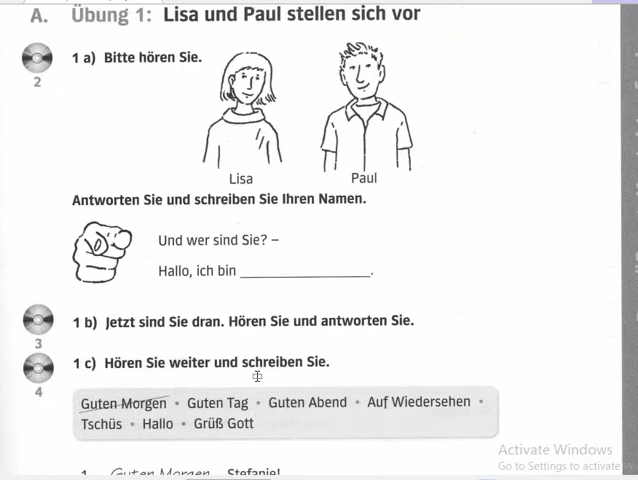 A. Übung 1: Lisa und Paul stellen sich vor
1 a) Bitte hören Sie.
2
Lisa Paul
Antworten Sie und schreiben Sie Ihren Namen.
Und wer sind Sie? –
Hallo, ich bin ____________________.
1 b) Jetzt sind Sie dran. Hören Sie und antworten Sie.
3
1 c) Hören Sie weiter und schreiben Sie.
4
Guten Morgen • Guten Tag • Guten Abend • Auf Wiedersehen •
Tschüs • Hallo • Grüß Gott
Activate Windows
Go to Settings to activate
1 Guten Morgen Stefanie!